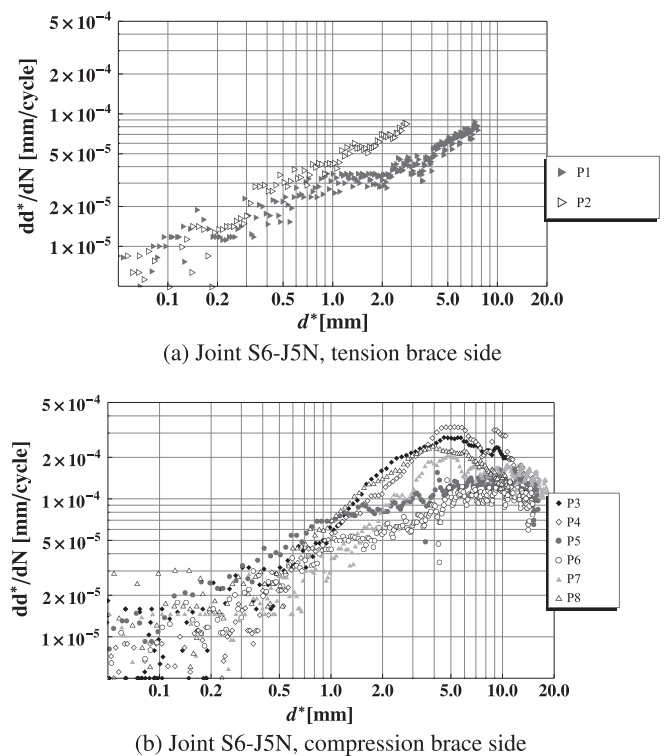 5×10⁻⁴
2×10⁻⁴
1×10⁻⁴
5×10⁻⁵
2×10⁻⁵
1×10⁻⁵
dd*/dN [mm/cycle]
0.1 0.2 0.5 1.0 2.0 5.0 10.0 20.0
d*[mm]
P1
P2
(a) Joint S6-J5N, tension brace side
5×10⁻⁴
2×10⁻⁴
1×10⁻⁴
5×10⁻⁵
2×10⁻⁵
1×10⁻⁵
dd*/dN [mm/cycle]
0.1 0.2 0.5 1.0 2.0 5.0 10.0 20.0
d*[mm]
P3
P4
P5
P6
P7
P8
(b) Joint S6-J5N, compression brace side